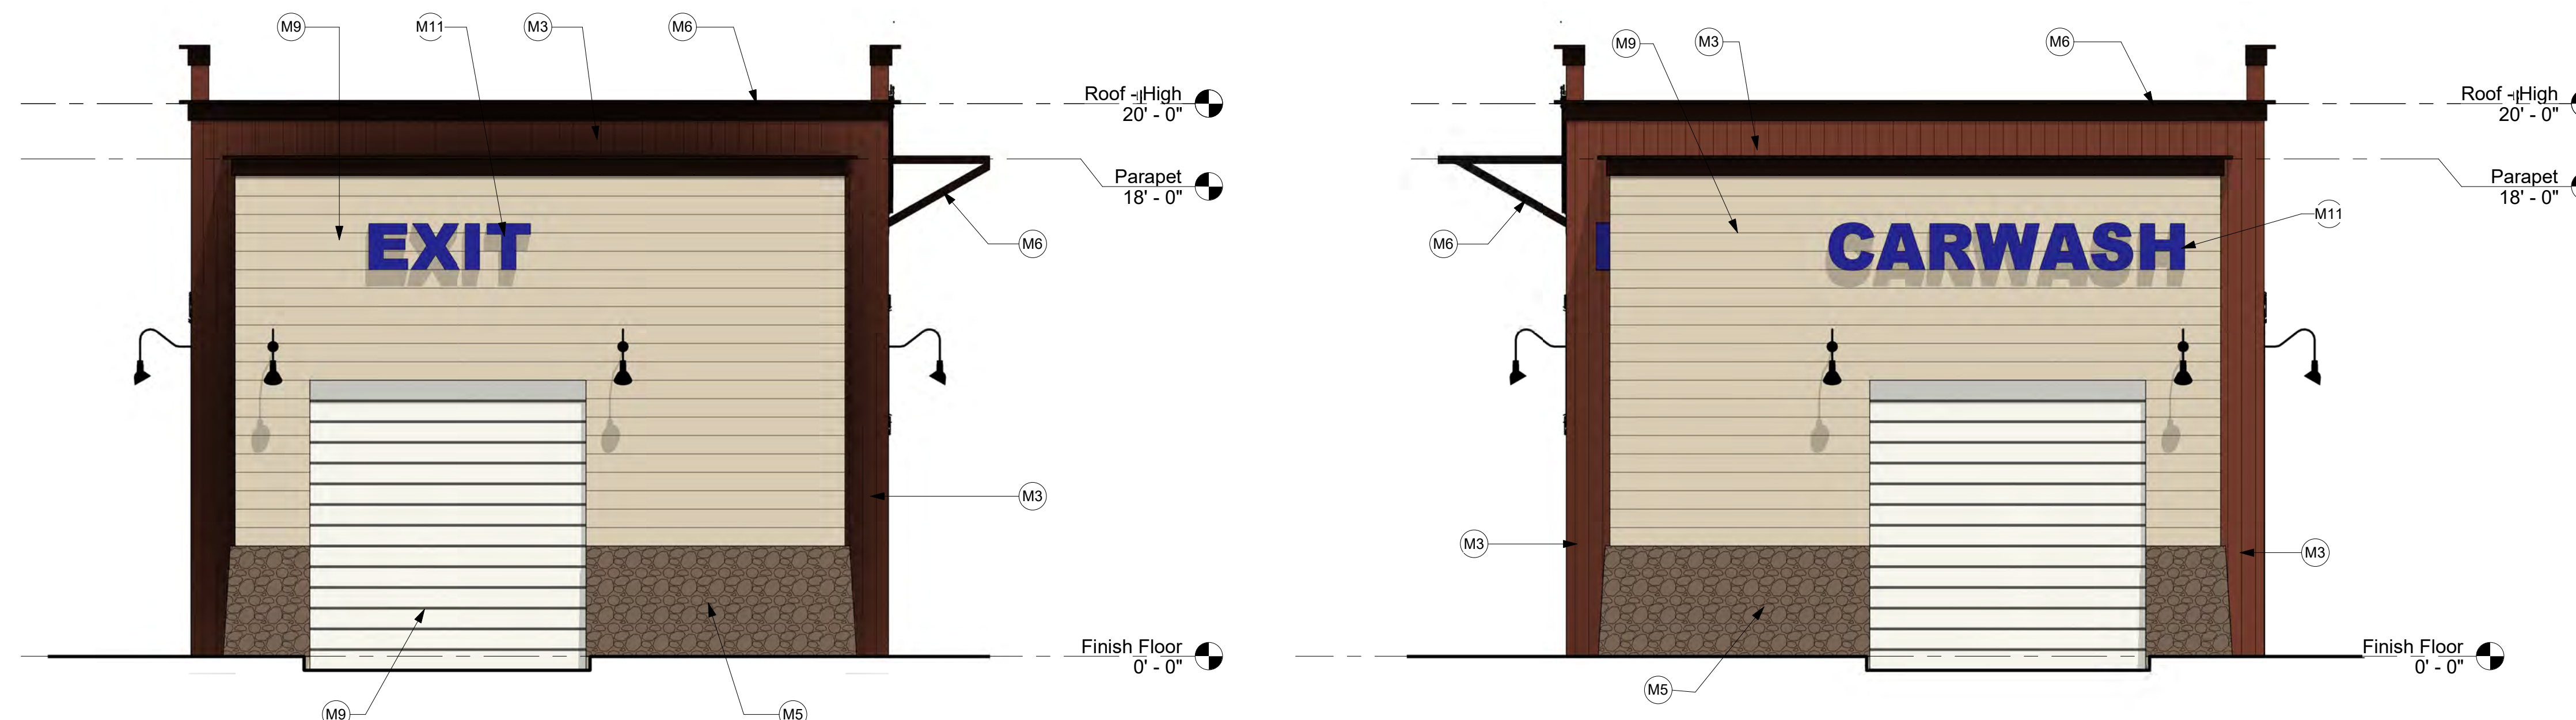 M9
M11
M3
M6
Roof - High
20' - 0"
Parapet
18' - 0"
EXIT
M6
M3
Finish Floor
0' - 0"
M9
M5
M9
M3
M6
Roof - High
20' - 0"
Parapet
18' - 0"
M11
CARWASH
M6
M3
M3
Finish Floor
0' - 0"
M5